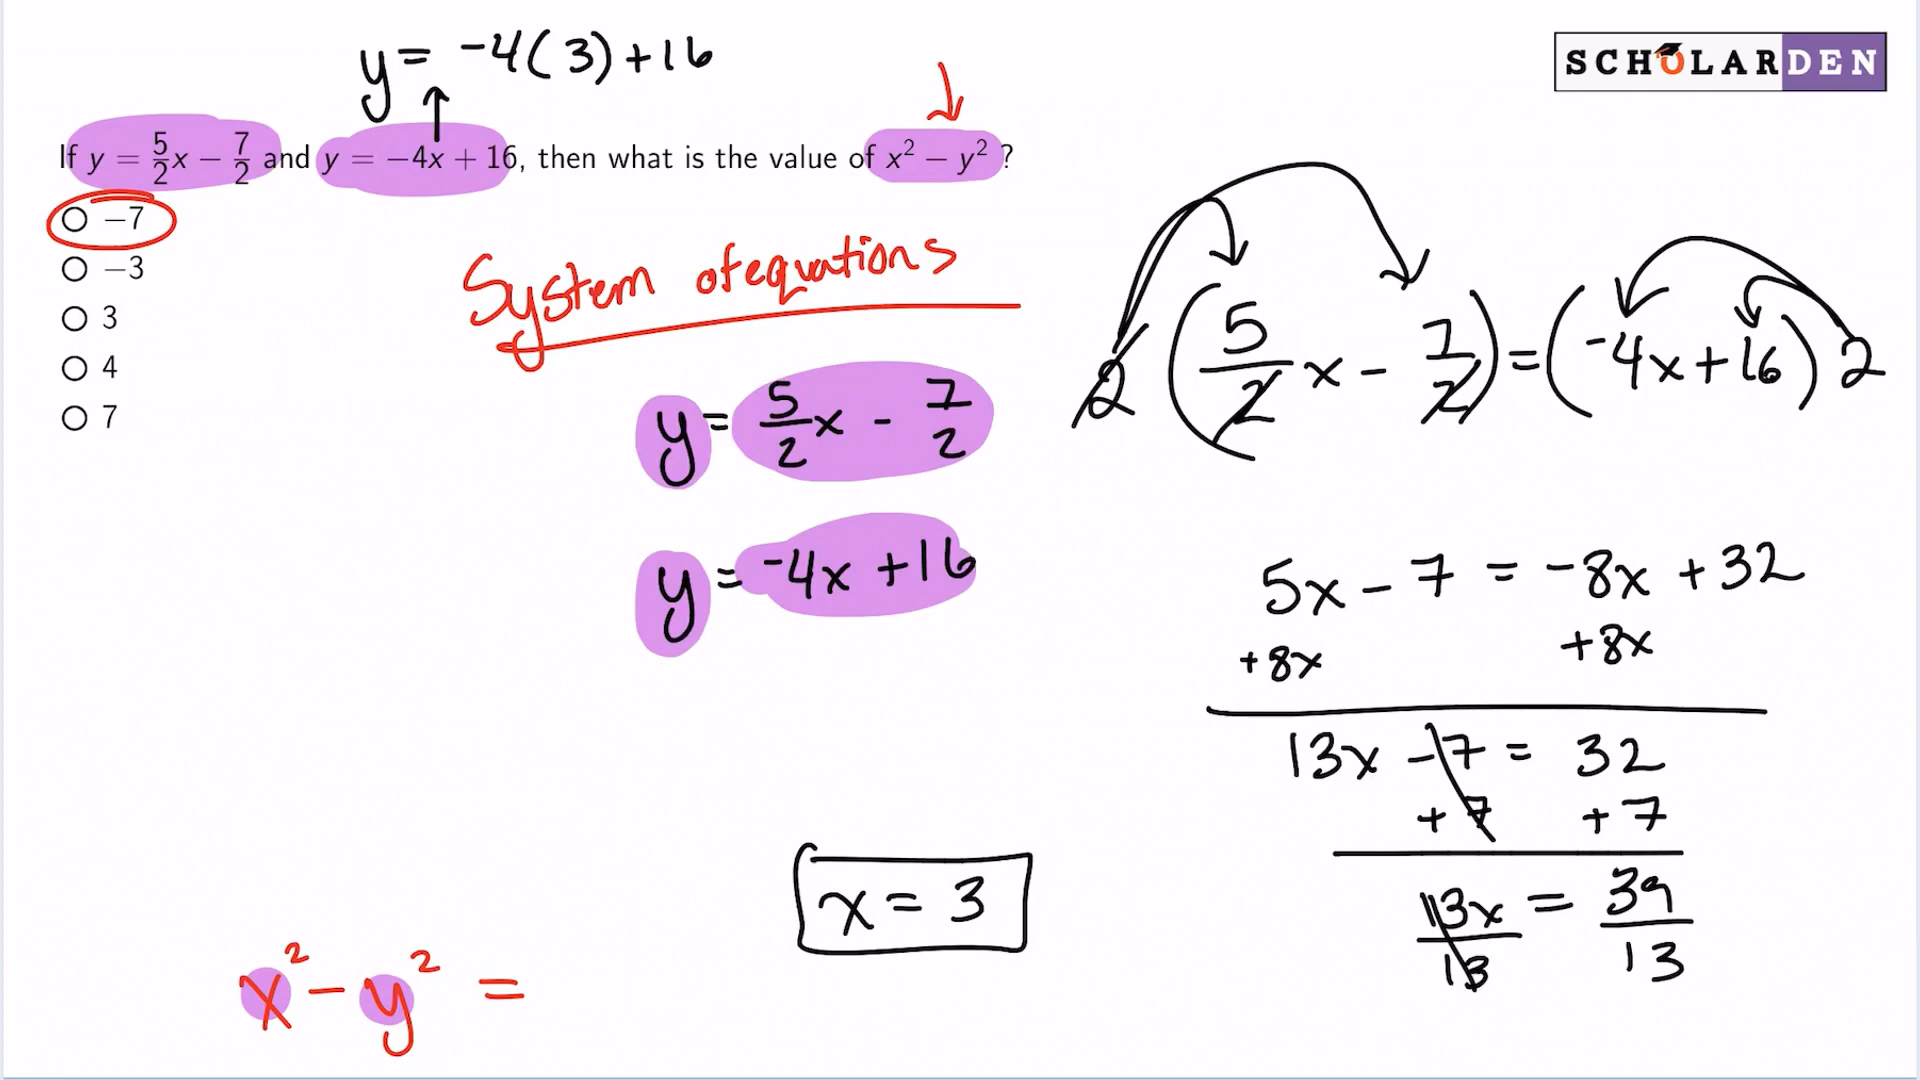 y = -4(3)+16
SCHOLARDEN
If y = 5/2x − 7/2 and y = −4x + 16, then what is the value of x² − y² ?
−7
−3
3
4
7
System of equations
y = 5/2x - 7/2
y = -4x +16
2(5/2x - 7/2) = (-4x+16)2
5x - 7 = -8x +32
+8x +8x
13x -7 = 32
+7 +7
13x/13 = 39/13
x = 3
x² - y² =